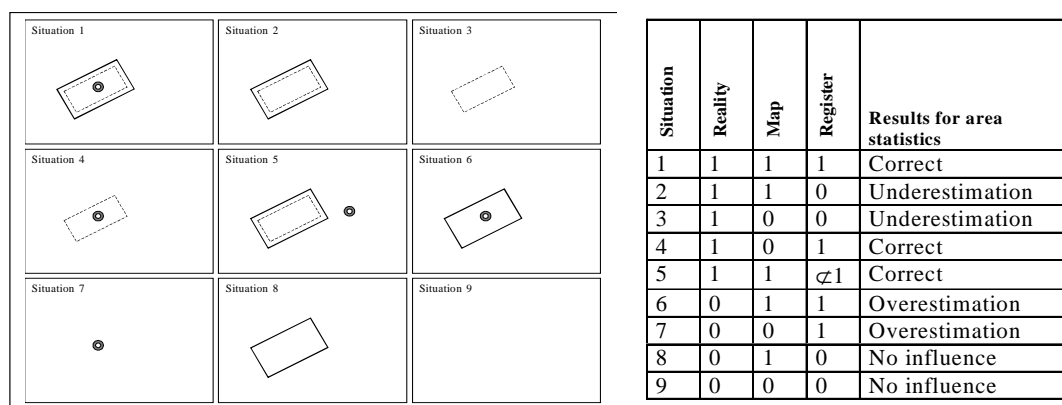 Situation 1
Situation 2
Situation 3
Situation 4
Situation 5
Situation 6
Situation 7
Situation 8
Situation 9
Situation Reality Map Register Results for area
statistics
1 1 1 1 Correct
2 1 1 0 Underestimation
3 1 0 0 Underestimation
4 1 0 1 Correct
5 1 1 ⊄1 Correct
6 0 1 1 Overestimation
7 0 0 1 Overestimation
8 0 1 0 No influence
9 0 0 0 No influence